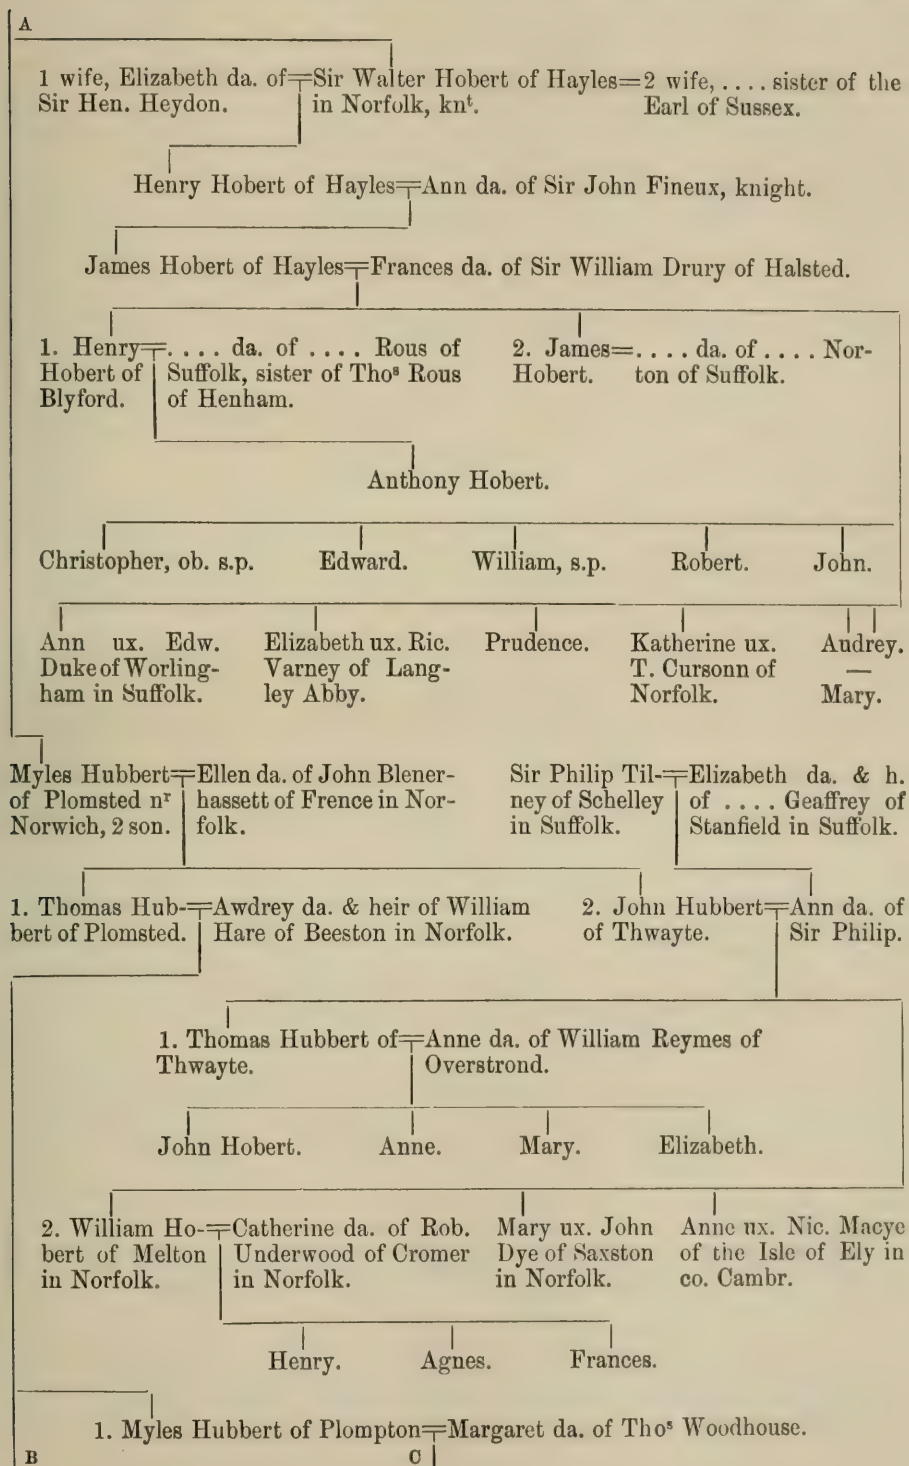 A
1 wife, Elizabeth da. of=Sir Walter Hobert of Hayles=2 wife, .... sister of the
Sir Hen. Heydon. in Norfolk, knᵗ. Earl of Sussex.
Henry Hobert of Hayles=Ann da. of Sir John Fineux, knight.
James Hobert of Hayles=Frances da. of Sir William Drury of Halsted.
1. Henry=.... da. of .... Rous of 2. James=.... da. of .... Nor-
Hobert of Suffolk, sister of Thoˢ Rous Hobert. ton of Suffolk.
Blyford. of Henham.
Anthony Hobert.
Christopher, ob. s.p. Edward. William, s.p. Robert. John.
Ann ux. Edw. Elizabeth ux. Ric. Prudence. Katherine ux. Audrey.
Duke of Worling- Varney of Lang- T. Cursonn of —
ham in Suffolk. ley Abby. Norfolk. Mary.
Myles Hubbert=Ellen da. of John Blener- Sir Philip Til-=Elizabeth da. & h.
of Plomsted nʳ hassett of Frence in Nor- ney of Schelley of .... Geaffrey of
Norwich, 2 son. folk. in Suffolk. Stanfield in Suffolk.
1. Thomas Hub-=Awdrey da. & heir of William 2. John Hubbert=Ann da. of
bert of Plomsted. Hare of Beeston in Norfolk. of Thwayte. Sir Philip.
1. Thomas Hubbert of=Anne da. of William Reymes of
Thwayte. Overstrond.
John Hobert. Anne. Mary. Elizabeth.
2. William Ho-=Catherine da. of Rob. Mary ux. John Anne ux. Nic. Macye
bert of Melton Underwood of Cromer Dye of Saxston of the Isle of Ely in
in Norfolk. in Norfolk. in Norfolk. co. Cambr.
Henry. Agnes. Frances.
1. Myles Hubbert of Plompton=Margaret da. of Thoˢ Woodhouse.
B C